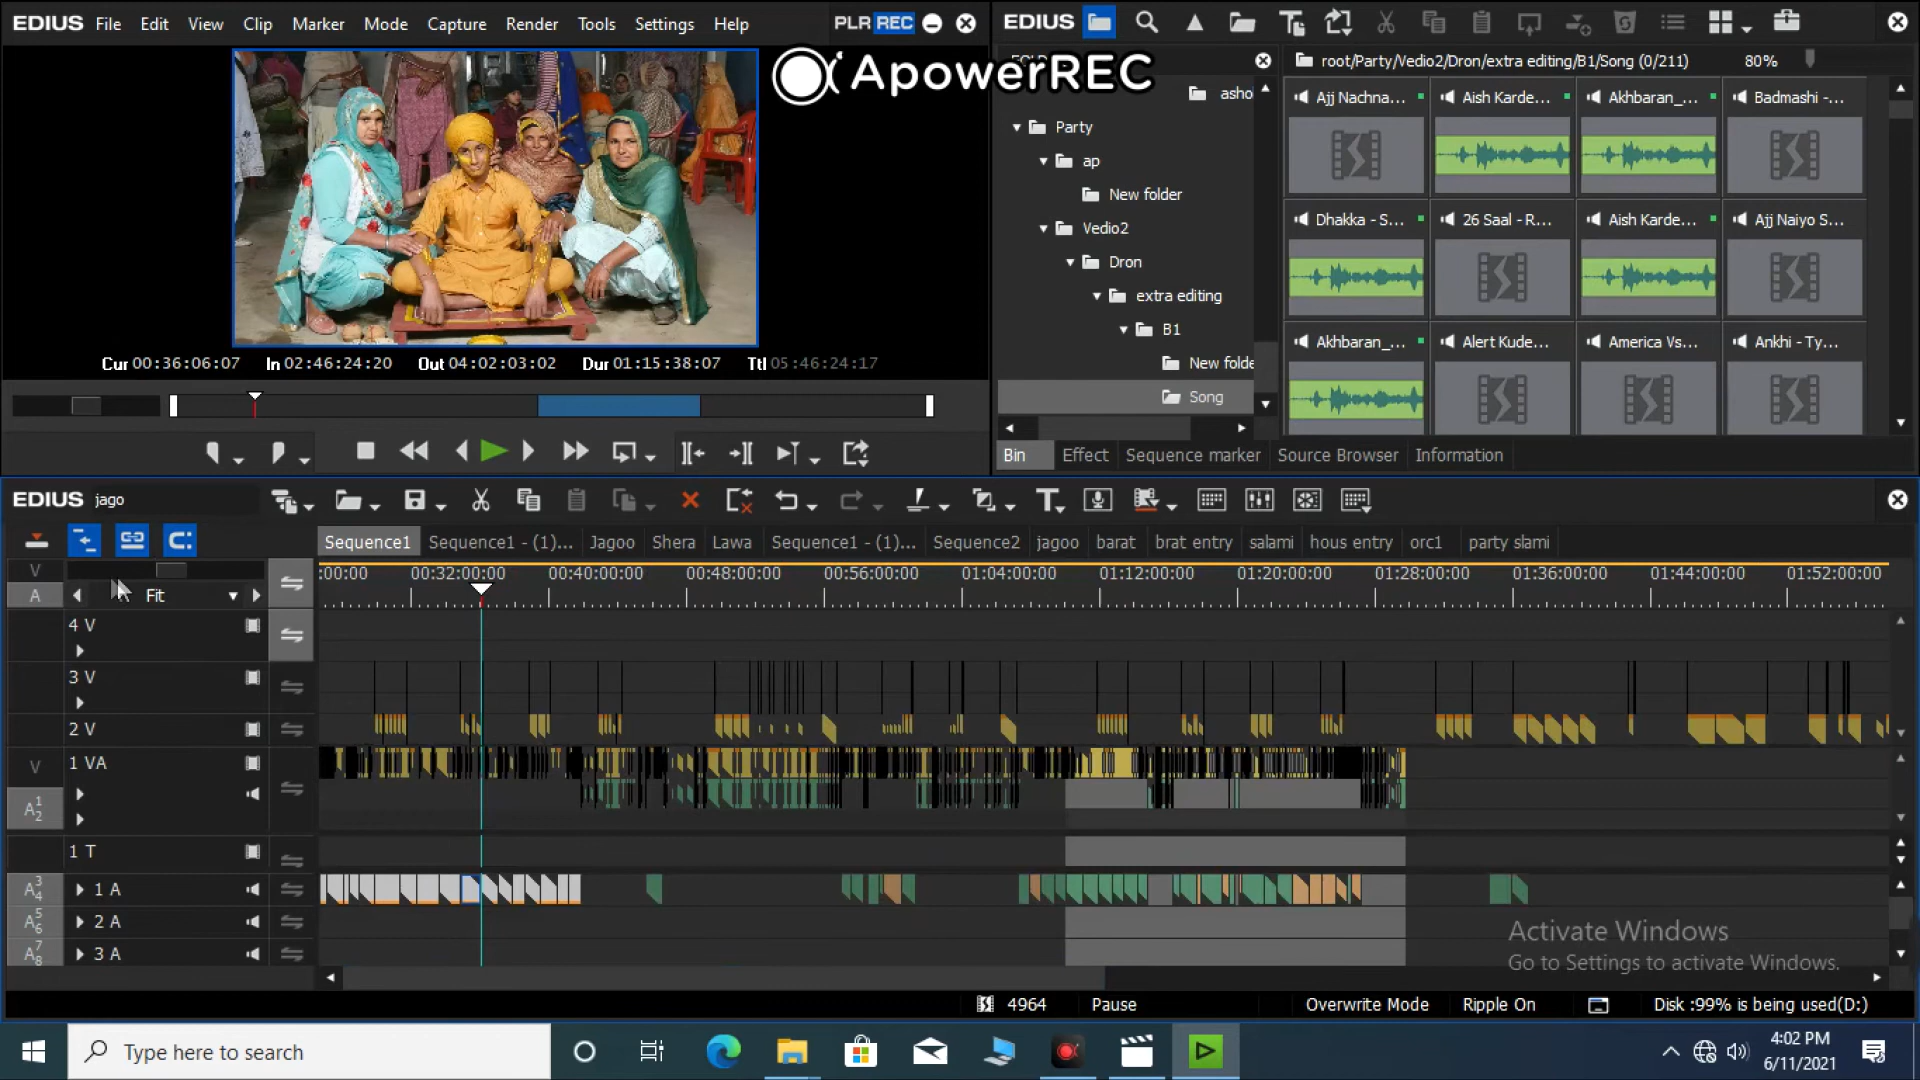 EDIUS File Edit View Clip Marker Mode Capture Render Tools Settings Help PLR REC
ApowerREC
Cur 00:36:06:07 In 02:46:24:20 Out 04:02:03:02 Dur 01:15:38:07 Ttl 05:46:24:17
EDIUS
root/Party/Vedio2/Dron/extra editing/B1/Song (0/211) 80%
asho
Party
ap
New folder
Vedio2
Dron
extra editing
B1
New folde
Song
Ajj Nachna... Aish Karde... Akhbaran_... Badmashi -...
Dhakka - S... 26 Saal - R... Aish Karde... Ajj Naiyo S...
Akhbaran_... Alert Kude... America Vs... Ankhi - Ty...
Bin Effect Sequence marker Source Browser Information
EDIUS jago
Sequence1 Sequence1 - (1)... Jagoo Shera Lawa Sequence1 - (1)... Sequence2 jagoo barat brat entry salami hous entry orc1 party slami
:00:00 00:32:00:00 00:40:00:00 00:48:00:00 00:56:00:00 01:04:00:00 01:12:00:00 01:20:00:00 01:28:00:00 01:36:00:00 01:44:00:00 01:52:00:00
V
A Fit
4 V
3 V
2 V
V 1 VA
A 1 2
1 T
A 3 4 1 A
A 5 6 2 A
A 7 8 3 A
Activate Windows
Go to Settings to activate Windows.
4964 Pause Overwrite Mode Ripple On Disk :99% is being used(D:)
Type here to search
4:02 PM
6/11/2021